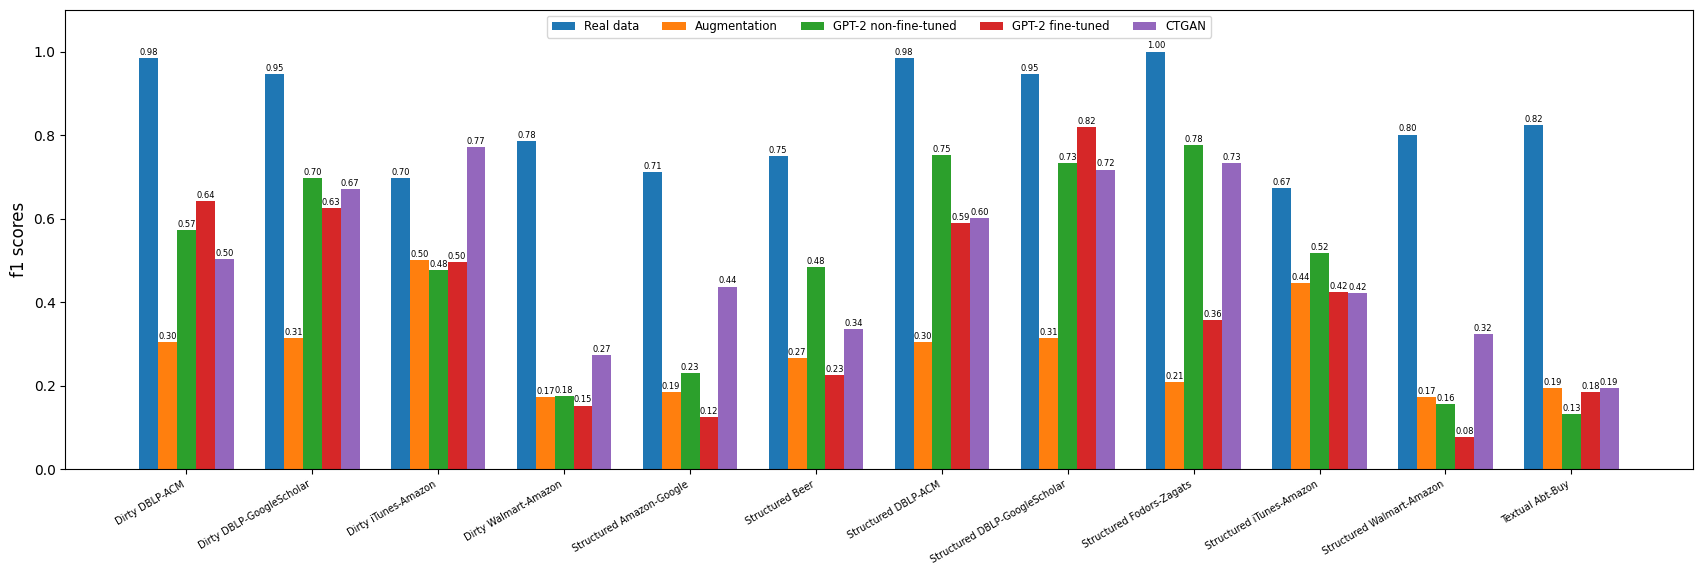 Real data Augmentation GPT-2 non-fine-tuned GPT-2 fine-tuned CTGAN
f1 scores
1.0
0.8
0.6
0.4
0.2
0.0
0.98 0.30 0.57 0.64 0.50
0.95 0.31 0.70 0.63 0.67
0.70 0.50 0.48 0.50 0.77
0.78 0.17 0.18 0.15 0.27
0.71 0.19 0.23 0.12 0.44
0.75 0.27 0.48 0.23 0.34
0.98 0.30 0.75 0.59 0.60
0.95 0.31 0.73 0.82 0.72
1.00 0.21 0.78 0.36 0.73
0.67 0.44 0.52 0.42 0.42
0.80 0.17 0.16 0.08 0.32
0.82 0.19 0.13 0.18 0.19
Dirty DBLP-ACM
Dirty DBLP-GoogleScholar
Dirty iTunes-Amazon
Dirty Walmart-Amazon
Structured Amazon-Google
Structured Beer
Structured DBLP-ACM
Structured DBLP-GoogleScholar
Structured Fodors-Zagats
Structured iTunes-Amazon
Structured Walmart-Amazon
Textual Abt-Buy